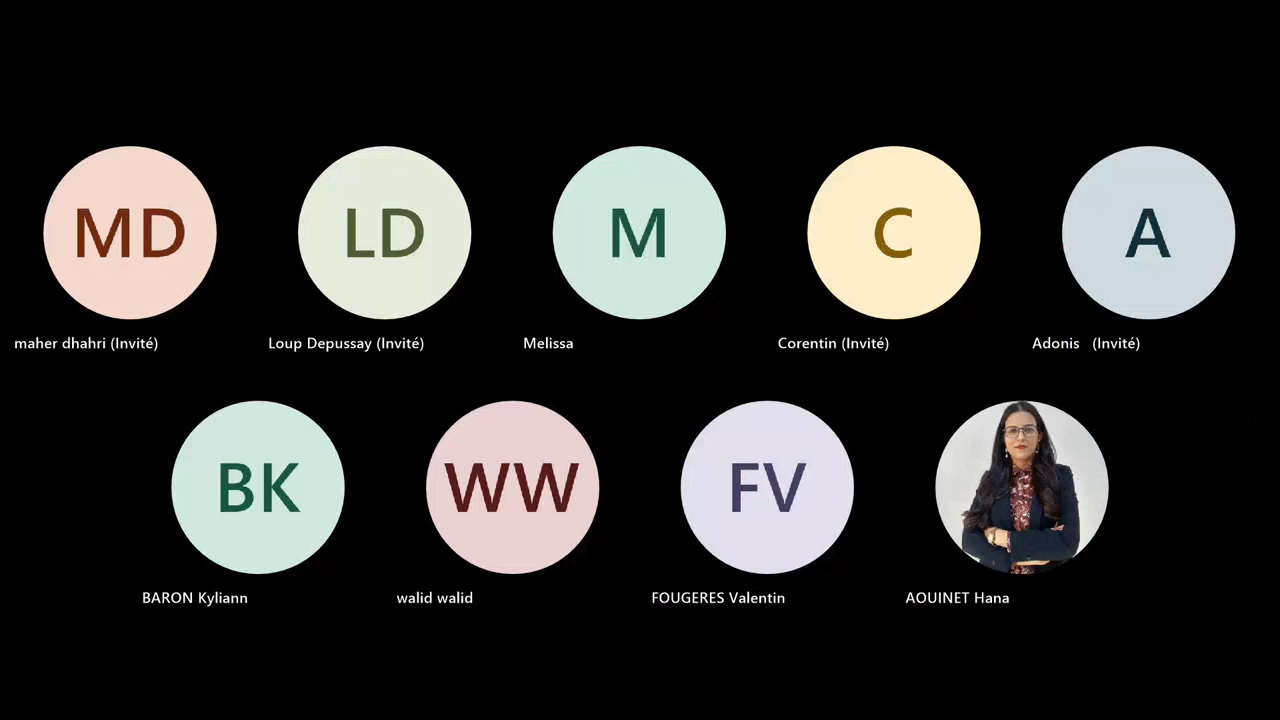 MD
LD
M
C
A
maher dhahri (Invité)
Loup Depussay (Invité)
Melissa
Corentin (Invité)
Adonis (Invité)
BK
WW
FV
BARON Kyliann
walid walid
FOUGERES Valentin
AOUINET Hana